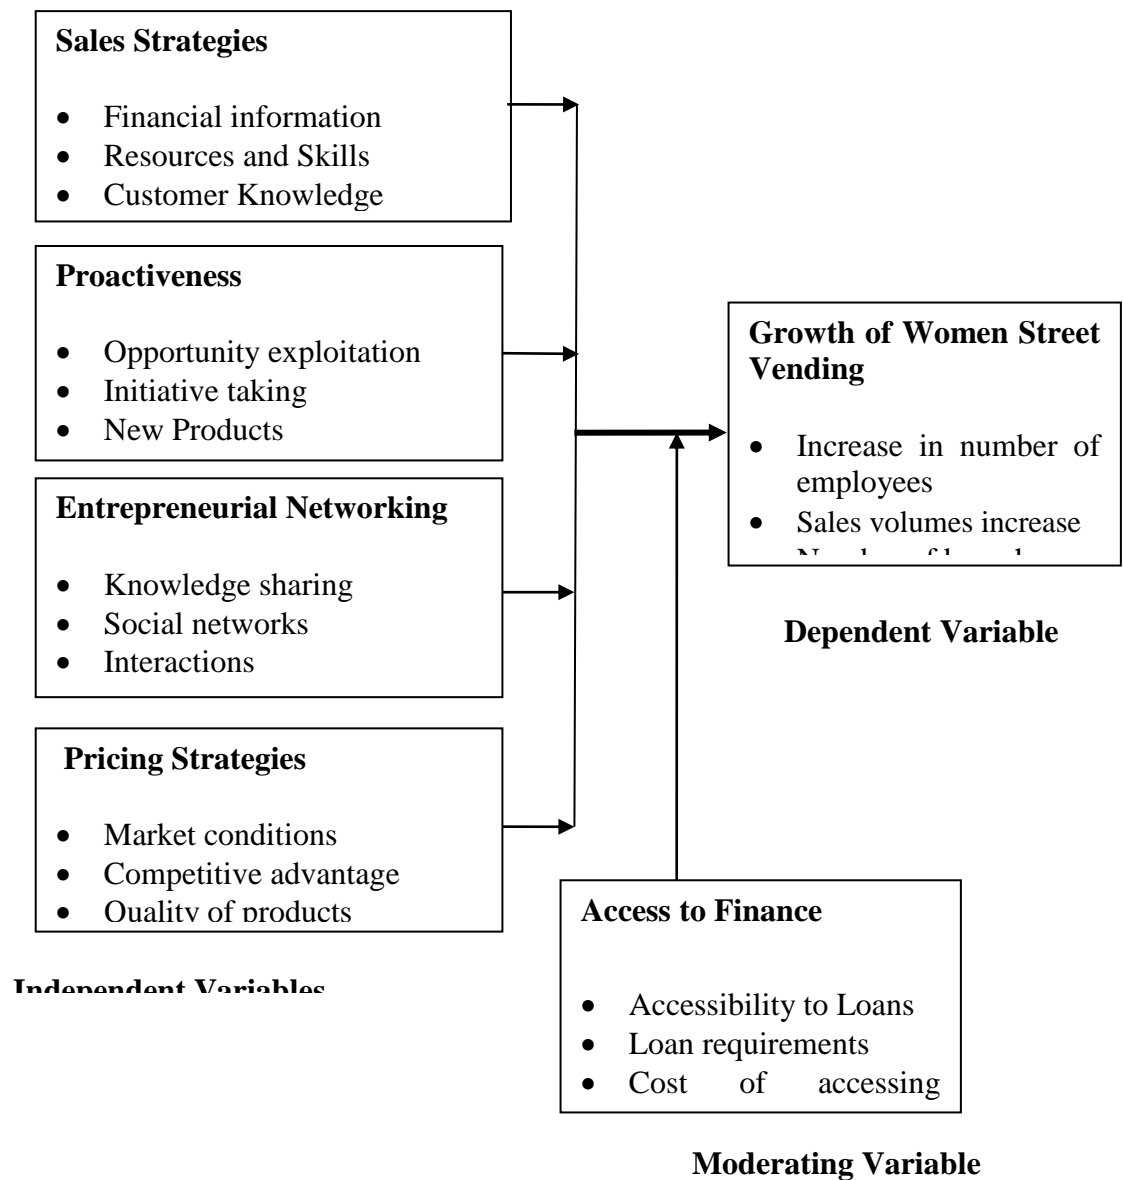 Sales Strategies
• Financial information
• Resources and Skills
• Customer Knowledge
Proactiveness
• Opportunity exploitation
• Initiative taking
• New Products
Entrepreneurial Networking
• Knowledge sharing
• Social networks
• Interactions
Pricing Strategies
• Market conditions
• Competitive advantage
• Quality of products
Independent Variables
Growth of Women Street
Vending
• Increase in number of
employees
• Sales volumes increase
Dependent Variable
Access to Finance
• Accessibility to Loans
• Loan requirements
• Cost of accessing
Moderating Variable